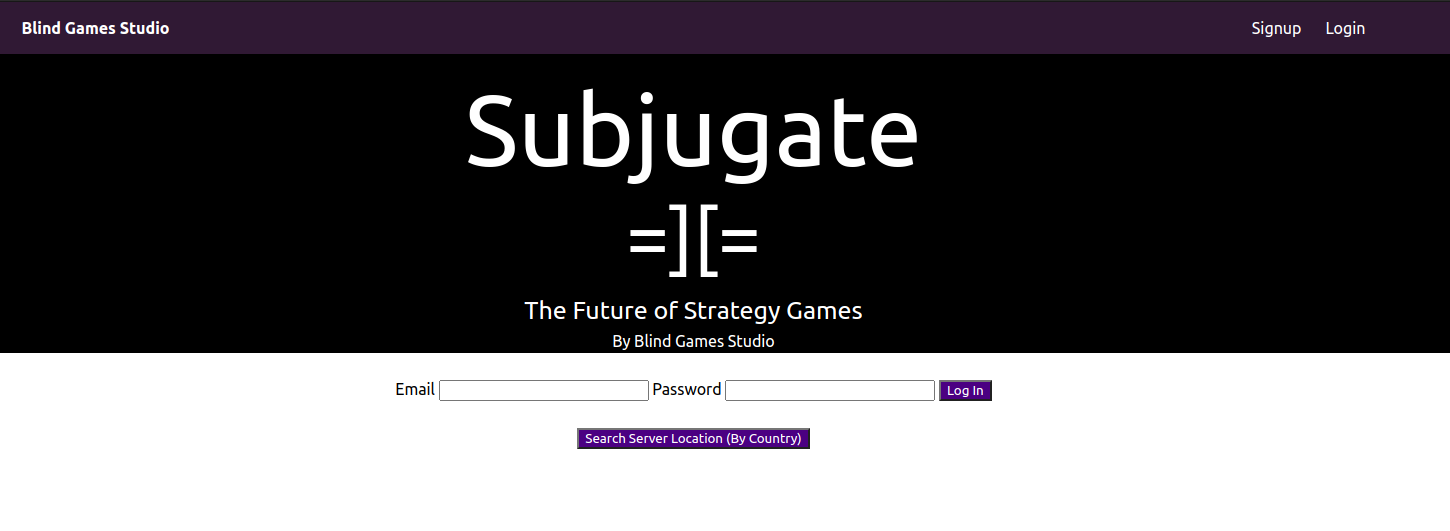 Blind Games Studio Signup Login
Subjugate
=][=
The Future of Strategy Games
By Blind Games Studio
Email Password Log In
Search Server Location (By Country)